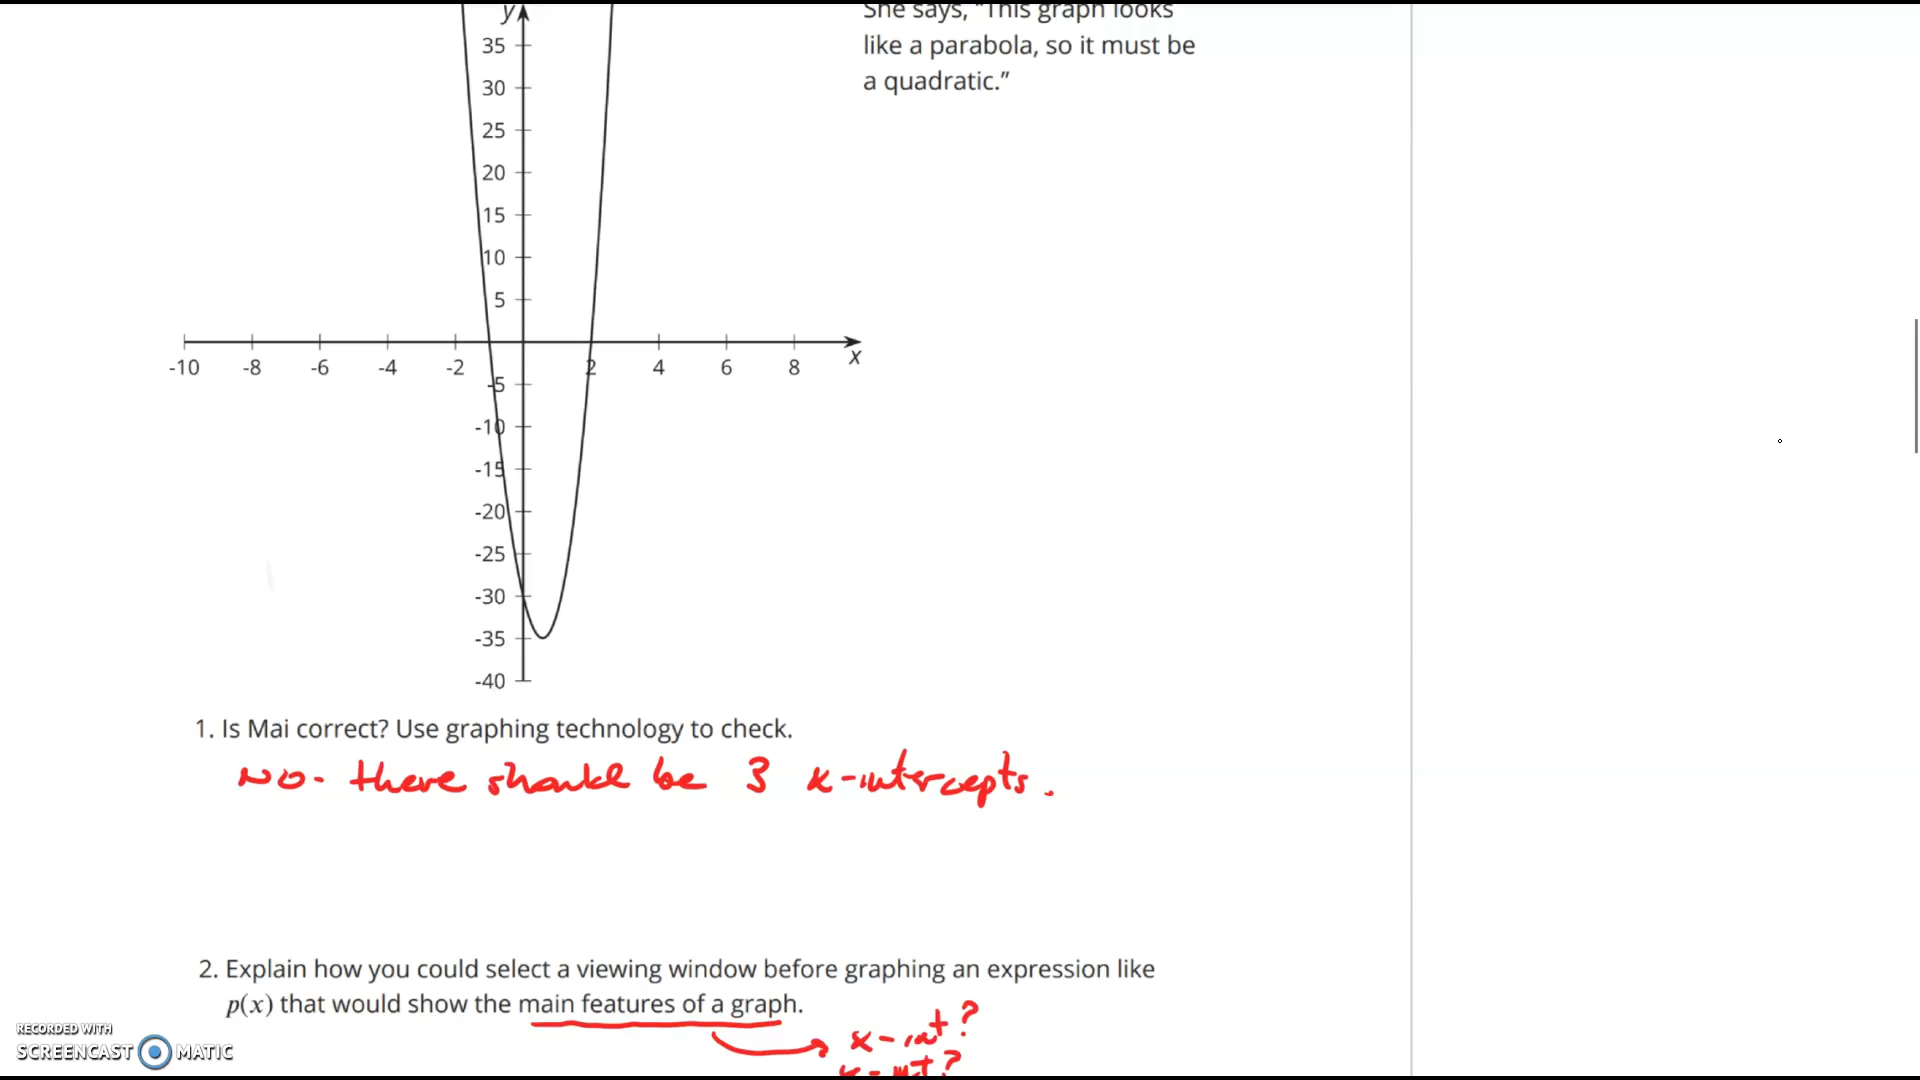 She says, "This graph looks
like a parabola, so it must be
a quadratic.”
y
35
30
25
20
15
10
5
-10 -8 -6 -4 -2 2 4 6 8 x
-5
-10
-15
-20
-25
-30
-35
-40
1. Is Mai correct? Use graphing technology to check.
NO- there should be 3 x-intercepts.
2. Explain how you could select a viewing window before graphing an expression like
p(x) that would show the main features of a graph.
x-int?
RECORDED WITH
SCREENCAST MATIC